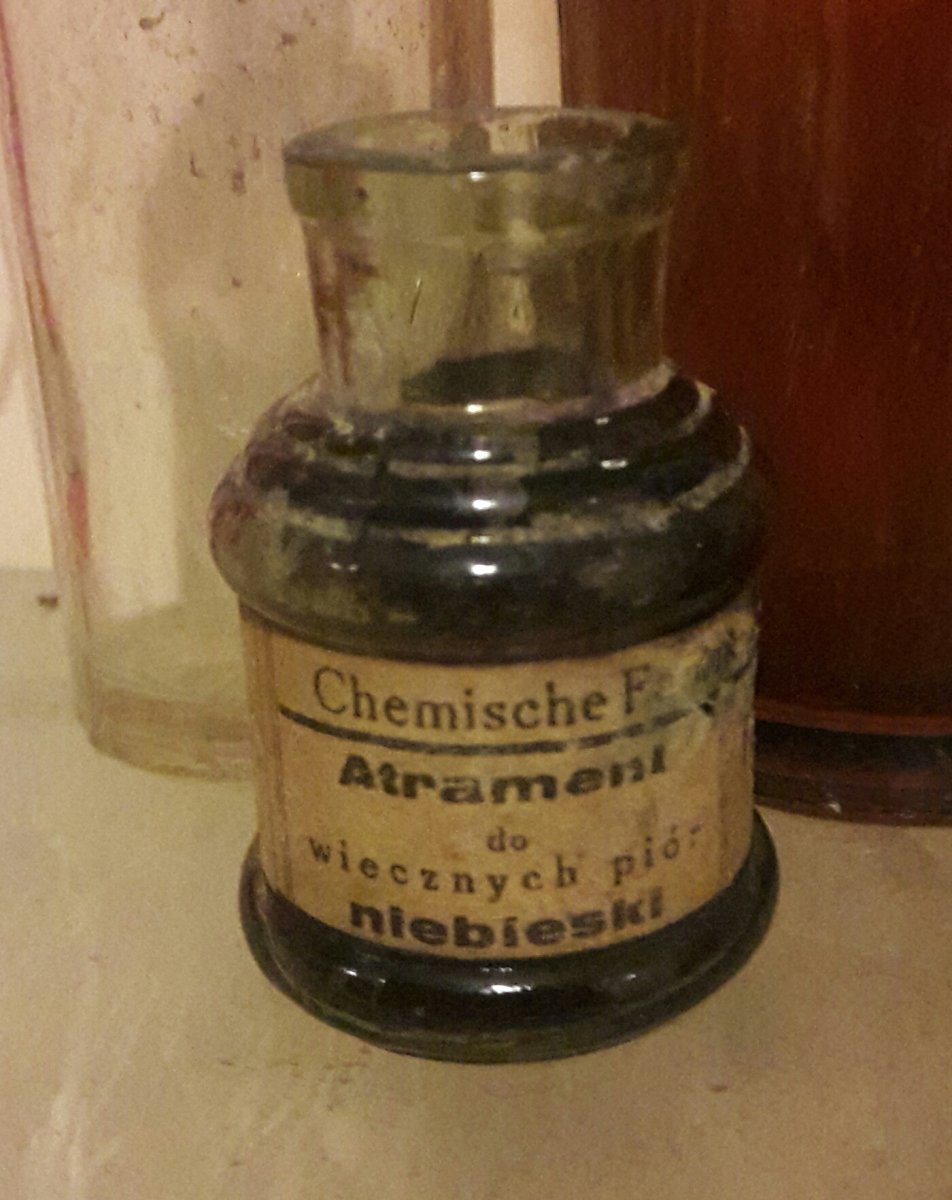 Chemische
Atrament
do
wiecznych piór
niebieski